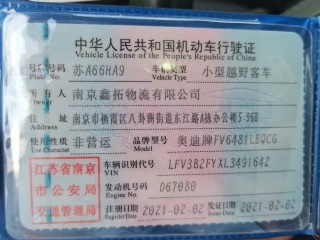 中华人民共和国机动车行驶证
Vehicle License of the People's Republic of China
号牌号码 苏A66HA9 车辆类型 小型越野客车
Plate No. Vehicle Type
所有人 南京鑫拓物流有限公司
Owner
住址 南京市栖霞区八卦洲街道东江路A栋办公楼5-968
Address
使用性质 非营运 品牌型号 奥迪牌FV6481LBQCG
Use Character Model
江苏省南京 车辆识别代号 LFV3B2FYXL3491642
VIN
市公安局 发动机号码 D67080
Engine No.
交通管理局 注册日期 2021-02-02 发证日期 2021-02-02
Register Date Issue Date